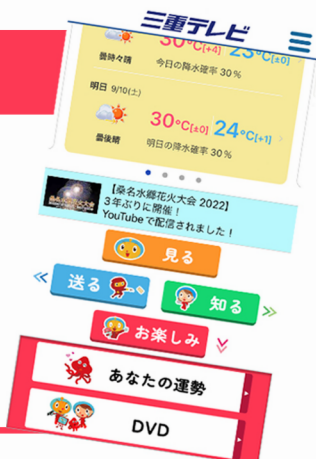 三重テレビ
30°C[+4] 23°C[±0]
曇時々晴
今日の降水確率 30%
明日 9/10(土)
30°C[±0] 24°C[+1]
曇後晴
明日の降水確率 30%
【桑名水郷花火大会 2022】
3年ぶりに開催！
YouTubeで配信されました！
見る
送る
知る
お楽しみ
あなたの運勢
DVD